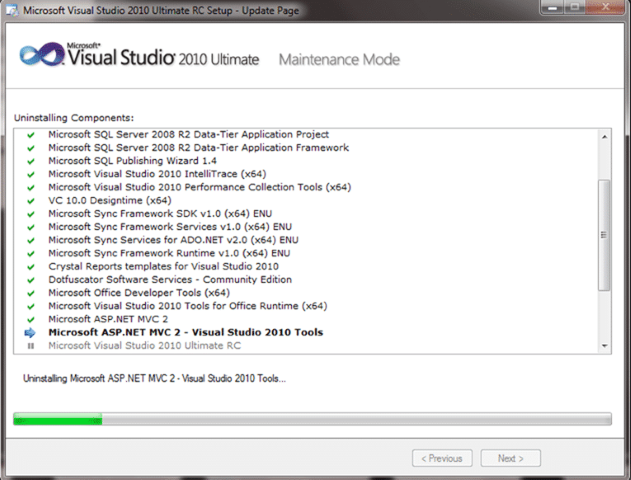 Microsoft Visual Studio 2010 Ultimate RC Setup - Update Page
Microsoft®
Visual Studio® 2010 Ultimate Maintenance Mode
Uninstalling Components:
Microsoft SQL Server 2008 R2 Data-Tier Application Project
Microsoft SQL Server 2008 R2 Data-Tier Application Framework
Microsoft SQL Publishing Wizard 1.4
Microsoft Visual Studio 2010 IntelliTrace (x64)
Microsoft Visual Studio 2010 Performance Collection Tools (x64)
VC 10.0 Designtime (x64)
Microsoft Sync Framework SDK v1.0 (x64) ENU
Microsoft Sync Framework Services v1.0 (x64) ENU
Microsoft Sync Services for ADO.NET v2.0 (x64) ENU
Microsoft Sync Framework Runtime v1.0 (x64) ENU
Crystal Reports templates for Visual Studio 2010
Dotfuscator Software Services - Community Edition
Microsoft Office Developer Tools (x64)
Microsoft Visual Studio 2010 Tools for Office Runtime (x64)
Microsoft ASP.NET MVC 2
Microsoft ASP.NET MVC 2 - Visual Studio 2010 Tools
Microsoft Visual Studio 2010 Ultimate RC
Uninstalling Microsoft ASP.NET MVC 2 - Visual Studio 2010 Tools...
< Previous Next >